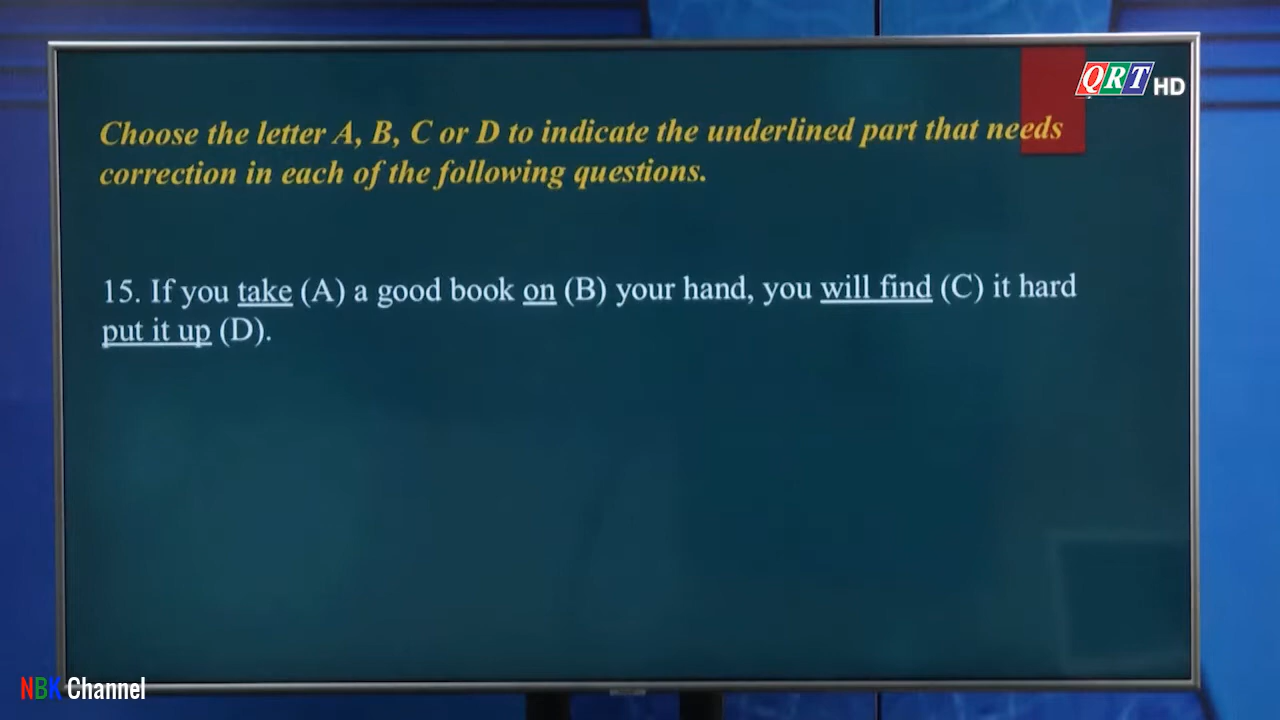 QRT HD
Choose the letter A, B, C or D to indicate the underlined part that needs
correction in each of the following questions.
15. If you take (A) a good book on (B) your hand, you will find (C) it hard
put it up (D).
NBK Channel